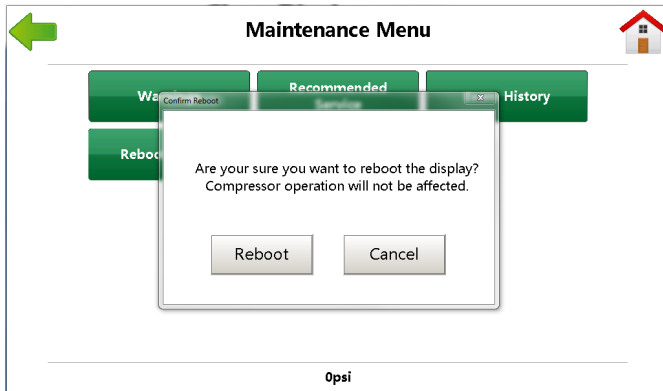 Maintenance Menu
Recommended
Service
History
Confirm Reboot
Are your sure you want to reboot the display?
Compressor operation will not be affected.
Reboot
Cancel
0psi